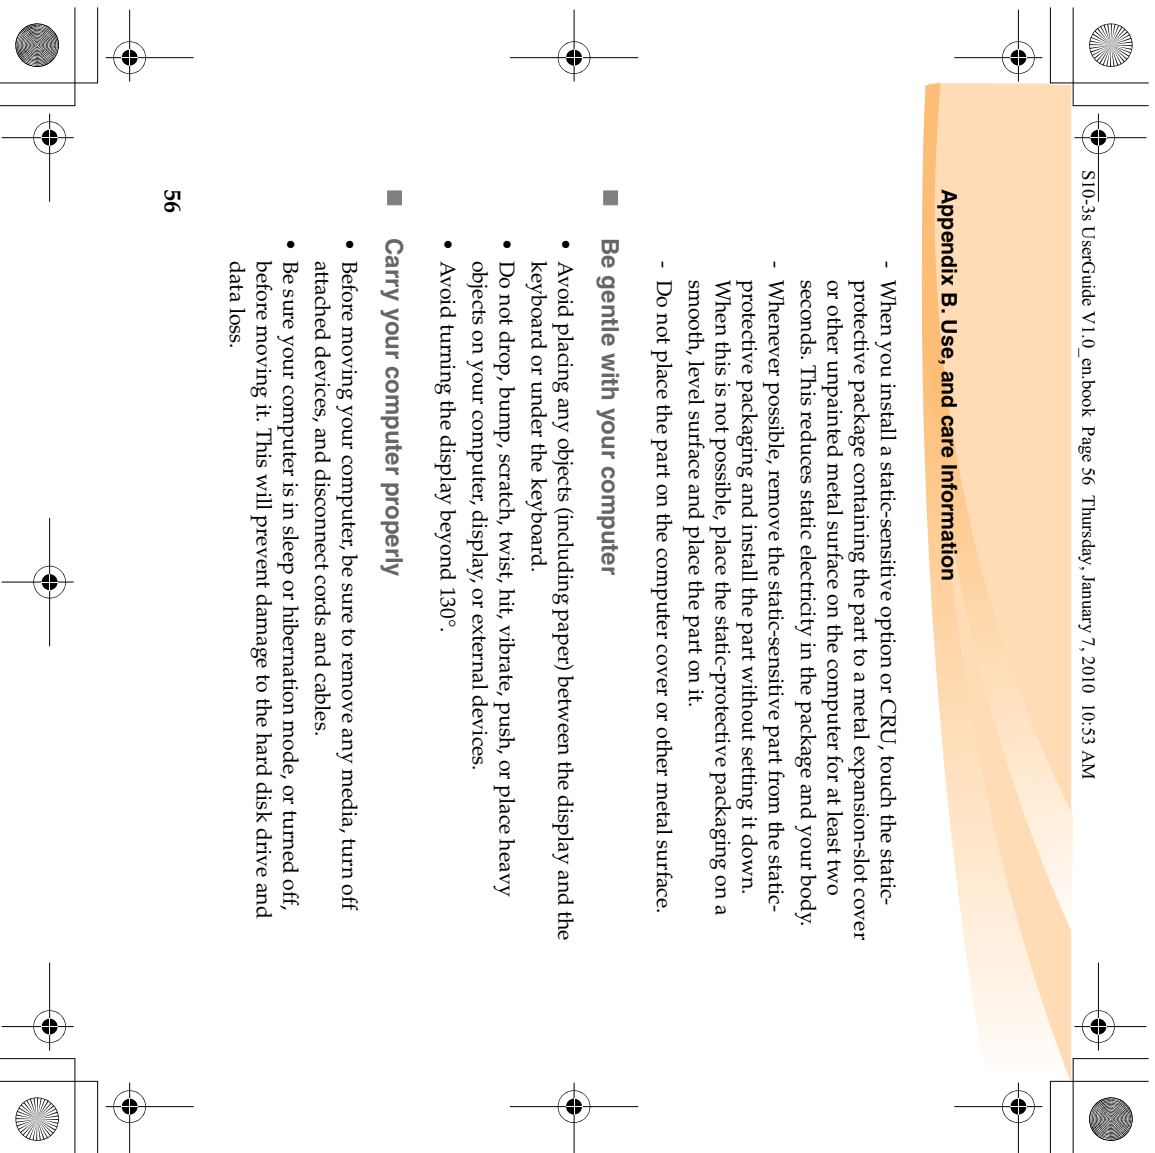 S10-3s UserGuide V1.0_en.book Page 56 Thursday, January 7, 2010 10:53 AM
Appendix B. Use, and care Information
- When you install a static-sensitive option or CRU, touch the static-
protective package containing the part to a metal expansion-slot cover
or other unpainted metal surface on the computer for at least two
seconds. This reduces static electricity in the package and your body.
- Whenever possible, remove the static-sensitive part from the static-
protective packaging and install the part without setting it down.
When this is not possible, place the static-protective packaging on a
smooth, level surface and place the part on it.
- Do not place the part on the computer cover or other metal surface.
■ Be gentle with your computer
• Avoid placing any objects (including paper) between the display and the
keyboard or under the keyboard.
• Do not drop, bump, scratch, twist, hit, vibrate, push, or place heavy
objects on your computer, display, or external devices.
• Avoid turning the display beyond 130°.
■ Carry your computer properly
• Before moving your computer, be sure to remove any media, turn off
attached devices, and disconnect cords and cables.
• Be sure your computer is in sleep or hibernation mode, or turned off,
before moving it. This will prevent damage to the hard disk drive and
data loss.
56